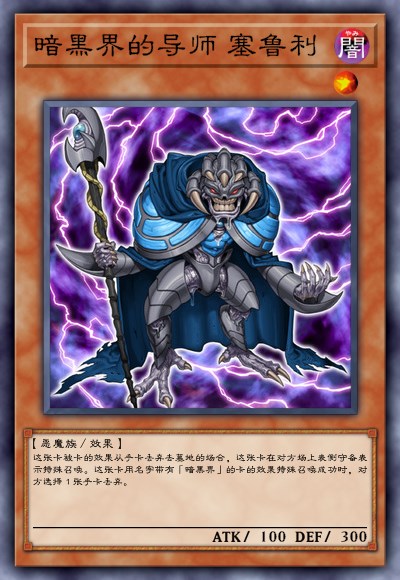 暗黑界的导师 塞鲁利
やみ
闇
【恶魔族/效果】
这张卡被卡的效果从手卡丢弃去墓地的场合，这张卡在对方场上表侧守备表
示特殊召唤。这张卡用名字带有「暗黑界」的卡的效果特殊召唤成功时，对
方选择1张手卡丢弃。
ATK/ 100 DEF/ 300